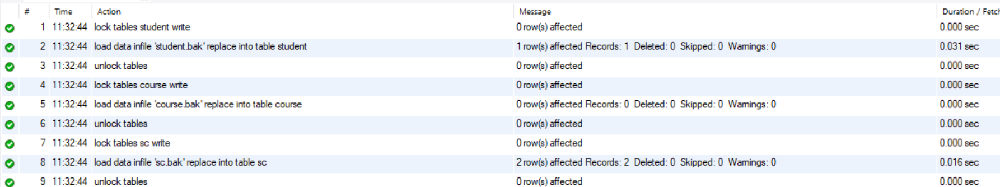 # Time Action Message Duration / Fetch
1 11:32:44 lock tables student write 0 row(s) affected 0.000 sec
2 11:32:44 load data infile 'student.bak' replace into table student 1 row(s) affected Records: 1 Deleted: 0 Skipped: 0 Warnings: 0 0.031 sec
3 11:32:44 unlock tables 0 row(s) affected 0.000 sec
4 11:32:44 lock tables course write 0 row(s) affected 0.000 sec
5 11:32:44 load data infile 'course.bak' replace into table course 0 row(s) affected Records: 0 Deleted: 0 Skipped: 0 Warnings: 0 0.000 sec
6 11:32:44 unlock tables 0 row(s) affected 0.000 sec
7 11:32:44 lock tables sc write 0 row(s) affected 0.000 sec
8 11:32:44 load data infile 'sc.bak' replace into table sc 2 row(s) affected Records: 2 Deleted: 0 Skipped: 0 Warnings: 0 0.016 sec
9 11:32:44 unlock tables 0 row(s) affected 0.000 sec